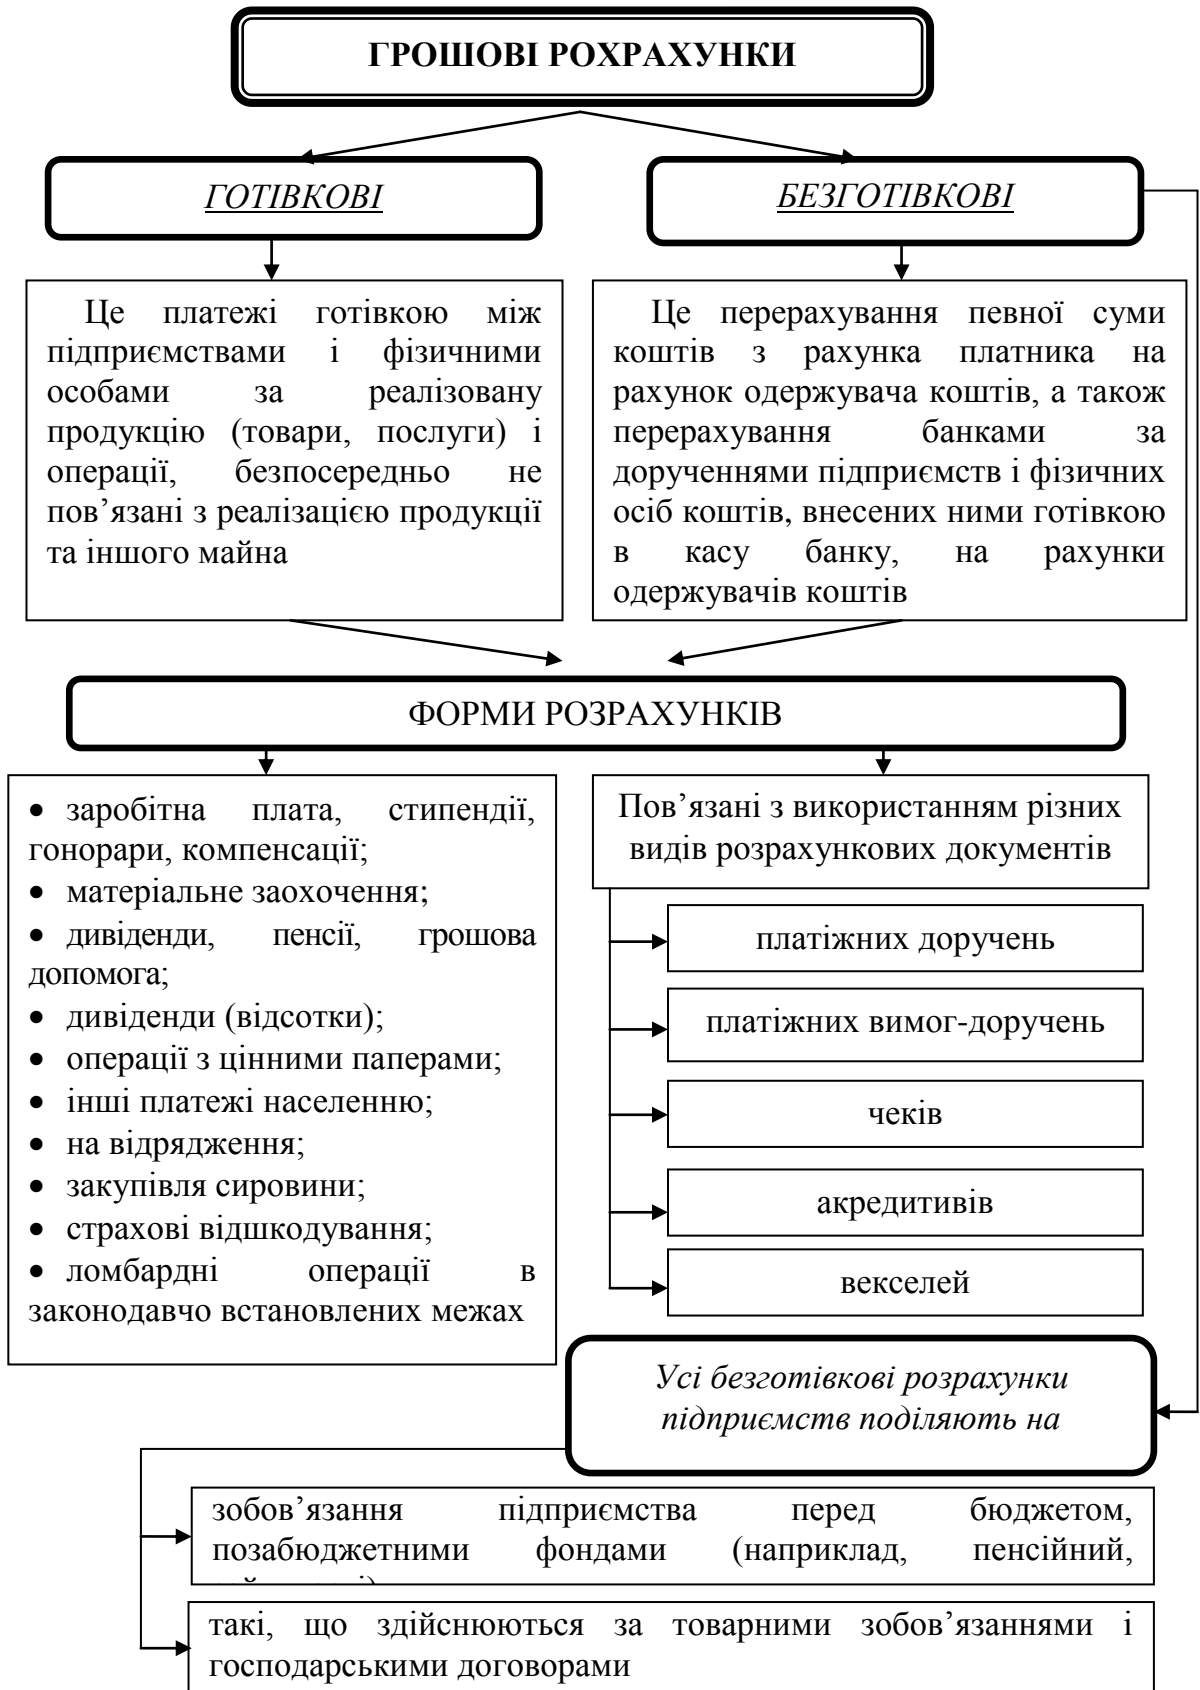 ГРОШОВІ РОХРАХУНКИ
ГОТІВКОВІ
БЕЗГОТІВКОВІ
Це платежі готівкою між
підприємствами і фізичними
особами за реалізовану
продукцію (товари, послуги) і
операції, безпосередньо не
пов’язані з реалізацією продукції
та іншого майна
Це перерахування певної суми
коштів з рахунка платника на
рахунок одержувача коштів, а також
перерахування банками за
дорученнями підприємств і фізичних
осіб коштів, внесених ними готівкою
в касу банку, на рахунки
одержувачів коштів
ФОРМИ РОЗРАХУНКІВ
• заробітна плата, стипендії,
гонорари, компенсації;
• матеріальне заохочення;
• дивіденди, пенсії, грошова
допомога;
• дивіденди (відсотки);
• операції з цінними паперами;
• інші платежі населенню;
• на відрядження;
• закупівля сировини;
• страхові відшкодування;
• ломбардні операції в
законодавчо встановлених межах
Пов’язані з використанням різних
видів розрахункових документів
платіжних доручень
платіжних вимог-доручень
чеків
акредитивів
векселей
Усі безготівкові розрахунки
підприємств поділяють на
зобов’язання підприємства перед бюджетом,
позабюджетними фондами (наприклад, пенсійний,
такі, що здійснюються за товарними зобов’язаннями і
господарськими договорами